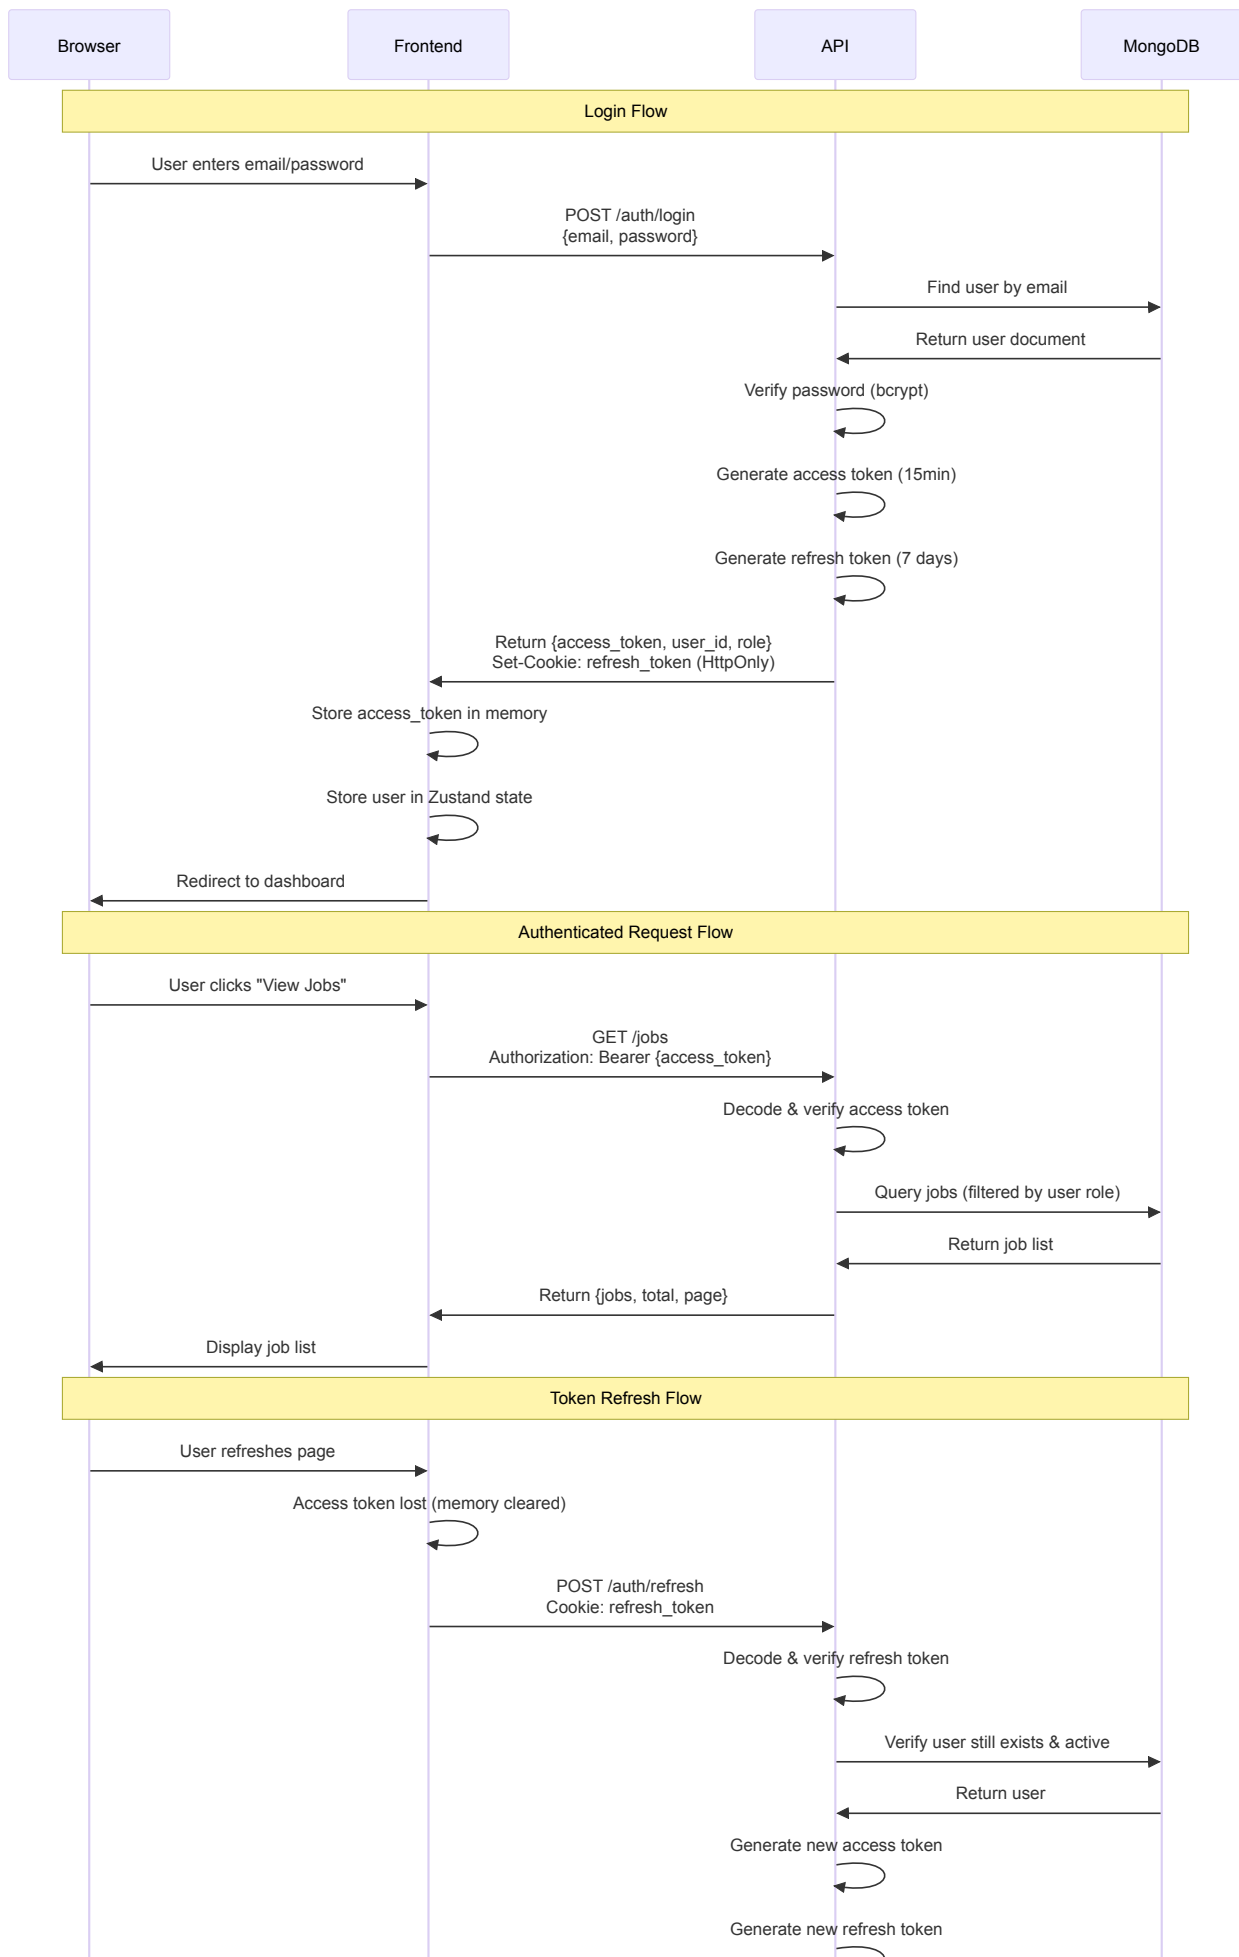 Browser
Frontend
API
MongoDB
Login Flow
User enters email/password
POST /auth/login
{email, password}
Find user by email
Return user document
Verify password (bcrypt)
Generate access token (15min)
Generate refresh token (7 days)
Return {access_token, user_id, role}
Set-Cookie: refresh_token (HttpOnly)
Store access_token in memory
Store user in Zustand state
Redirect to dashboard
Authenticated Request Flow
User clicks "View Jobs"
GET /jobs
Authorization: Bearer {access_token}
Decode & verify access token
Query jobs (filtered by user role)
Return job list
Return {jobs, total, page}
Display job list
Token Refresh Flow
User refreshes page
Access token lost (memory cleared)
POST /auth/refresh
Cookie: refresh_token
Decode & verify refresh token
Verify user still exists & active
Return user
Generate new access token
Generate new refresh token